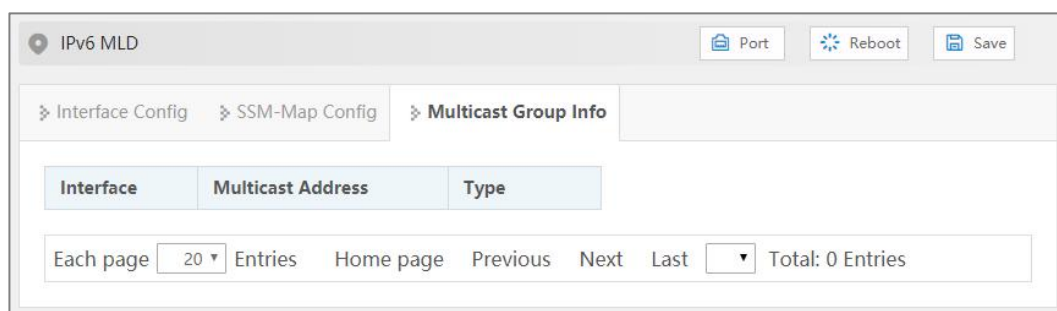 IPv6 MLD Port Reboot Save
Interface Config SSM-Map Config Multicast Group Info
Interface Multicast Address Type
Each page 20 Entries Home page Previous Next Last Total: 0 Entries